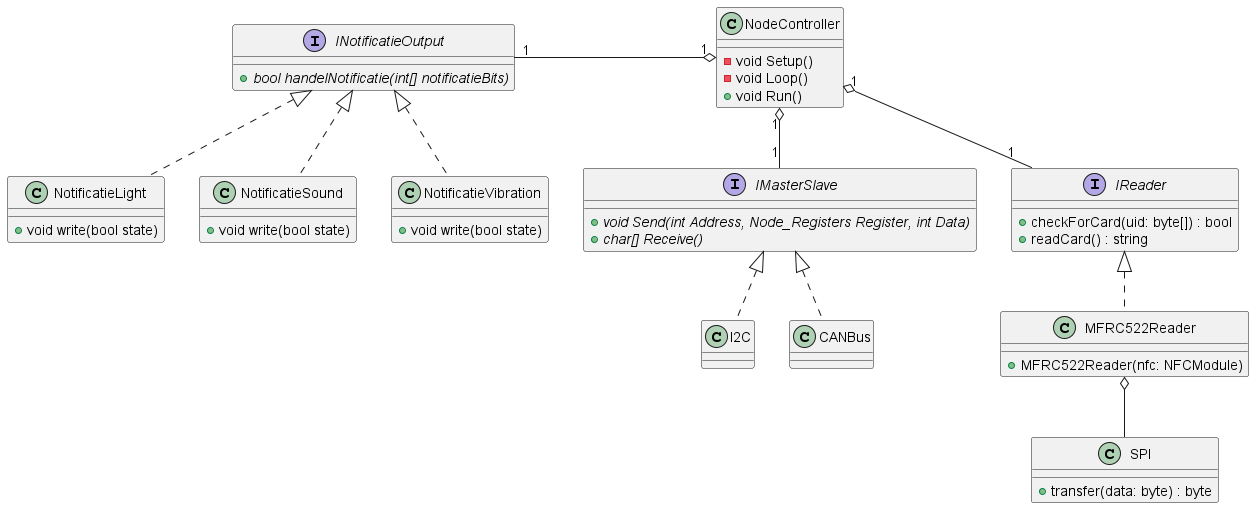 C NodeController
void Setup()
void Loop()
void Run()
I INotificatieOutput
bool handelNotificatie(int[] notificatieBits)
1
1
1
1
1
1
C NotificatieLight
void write(bool state)
C NotificatieSound
void write(bool state)
C NotificatieVibration
void write(bool state)
I IMasterSlave
void Send(int Address, Node_Registers Register, int Data)
char[] Receive()
I IReader
checkForCard(uid: byte[]) : bool
readCard() : string
C I2C
C CANBus
C MFRC522Reader
MFRC522Reader(nfc: NFCModule)
C SPI
transfer(data: byte) : byte